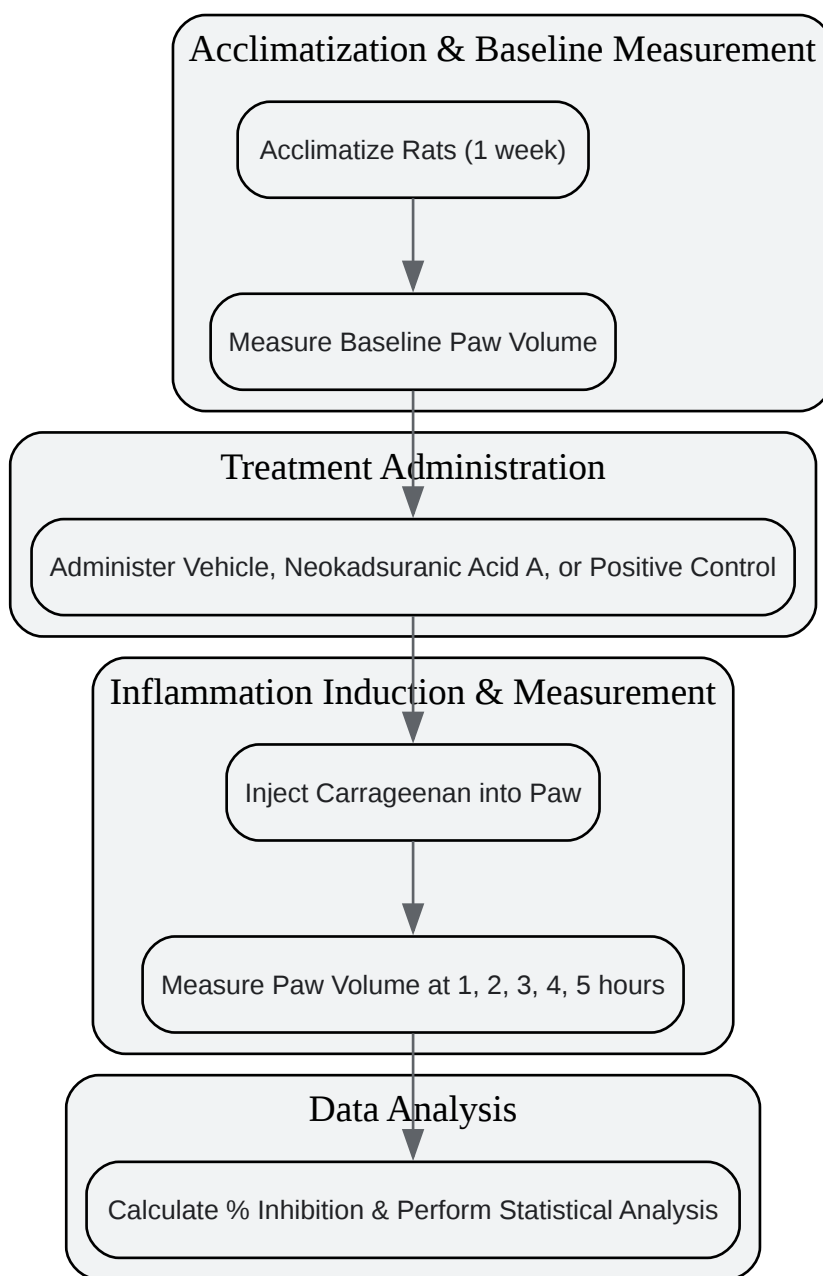 Acclimatization & Baseline Measurement
Acclimatize Rats (1 week)
Measure Baseline Paw Volume
Treatment Administration
Administer Vehicle, Neokadsuranic Acid A, or Positive Control
Inflammation Induction & Measurement
Inject Carrageenan into Paw
Measure Paw Volume at 1, 2, 3, 4, 5 hours
Data Analysis
Calculate % Inhibition & Perform Statistical Analysis